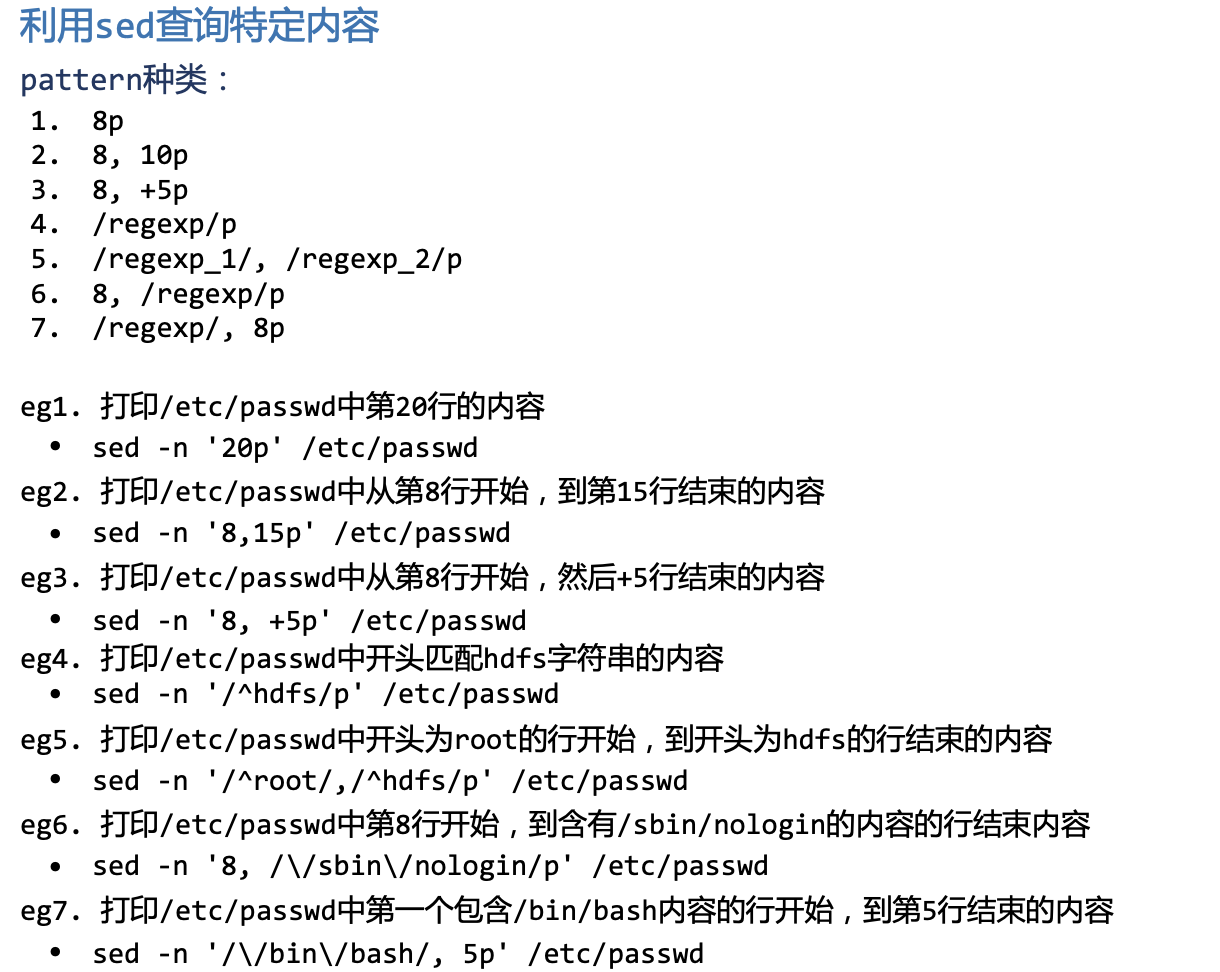 利用sed查询特定内容
pattern种类：
1. 8p
2. 8, 10p
3. 8, +5p
4. /regexp/p
5. /regexp_1/, /regexp_2/p
6. 8, /regexp/p
7. /regexp/, 8p
eg1. 打印/etc/passwd中第20行的内容
• sed -n '20p' /etc/passwd
eg2. 打印/etc/passwd中从第8行开始，到第15行结束的内容
• sed -n '8,15p' /etc/passwd
eg3. 打印/etc/passwd中从第8行开始，然后+5行结束的内容
• sed -n '8, +5p' /etc/passwd
eg4. 打印/etc/passwd中开头匹配hdfs字符串的内容
• sed -n '/^hdfs/p' /etc/passwd
eg5. 打印/etc/passwd中开头为root的行开始，到开头为hdfs的行结束的内容
• sed -n '/^root/,/^hdfs/p' /etc/passwd
eg6. 打印/etc/passwd中第8行开始，到含有/sbin/nologin的内容的行结束内容
• sed -n '8, /\/sbin\/nologin/p' /etc/passwd
eg7. 打印/etc/passwd中第一个包含/bin/bash内容的行开始，到第5行结束的内容
• sed -n '/\/bin\/bash/, 5p' /etc/passwd